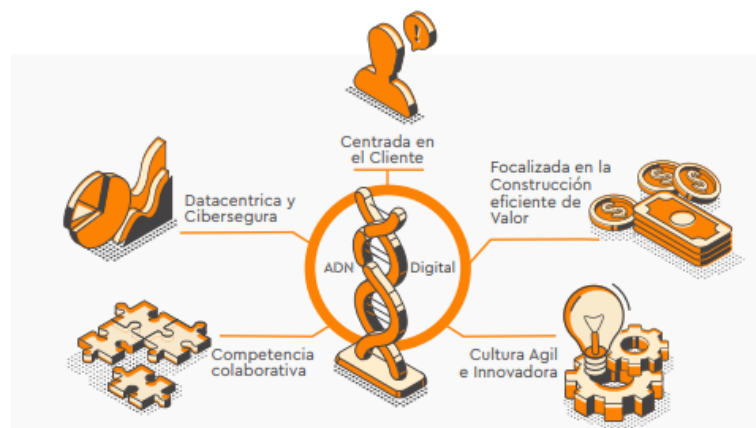 Centrada en
el Cliente
Datacentrica y
Cibersegura
Focalizada en la
Construcción
eficiente de
Valor
ADN
Digital
Competencia
colaborativa
Cultura Agil
e Innovadora